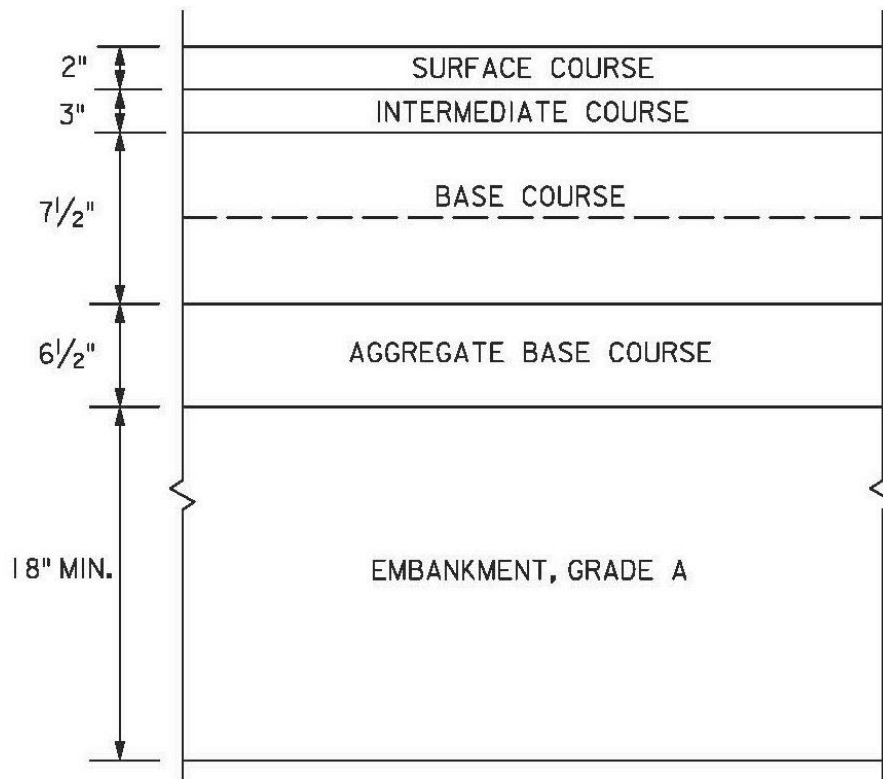 2" SURFACE COURSE
3" INTERMEDIATE COURSE
7 1/2" BASE COURSE
6 1/2" AGGREGATE BASE COURSE
18" MIN. EMBANKMENT, GRADE A